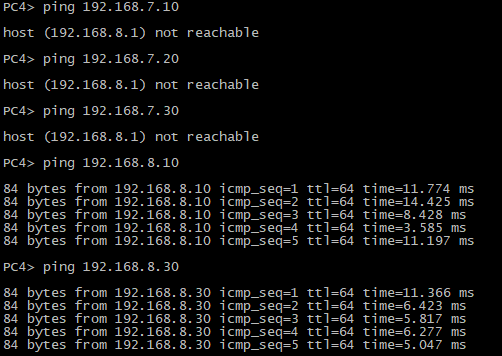 PC4> ping 192.168.7.10
host (192.168.8.1) not reachable
PC4> ping 192.168.7.20
host (192.168.8.1) not reachable
PC4> ping 192.168.7.30
host (192.168.8.1) not reachable
PC4> ping 192.168.8.10
84 bytes from 192.168.8.10 icmp_seq=1 ttl=64 time=11.774 ms
84 bytes from 192.168.8.10 icmp_seq=2 ttl=64 time=14.425 ms
84 bytes from 192.168.8.10 icmp_seq=3 ttl=64 time=8.428 ms
84 bytes from 192.168.8.10 icmp_seq=4 ttl=64 time=3.585 ms
84 bytes from 192.168.8.10 icmp_seq=5 ttl=64 time=11.197 ms
PC4> ping 192.168.8.30
84 bytes from 192.168.8.30 icmp_seq=1 ttl=64 time=11.366 ms
84 bytes from 192.168.8.30 icmp_seq=2 ttl=64 time=6.423 ms
84 bytes from 192.168.8.30 icmp_seq=3 ttl=64 time=5.817 ms
84 bytes from 192.168.8.30 icmp_seq=4 ttl=64 time=6.277 ms
84 bytes from 192.168.8.30 icmp_seq=5 ttl=64 time=5.047 ms